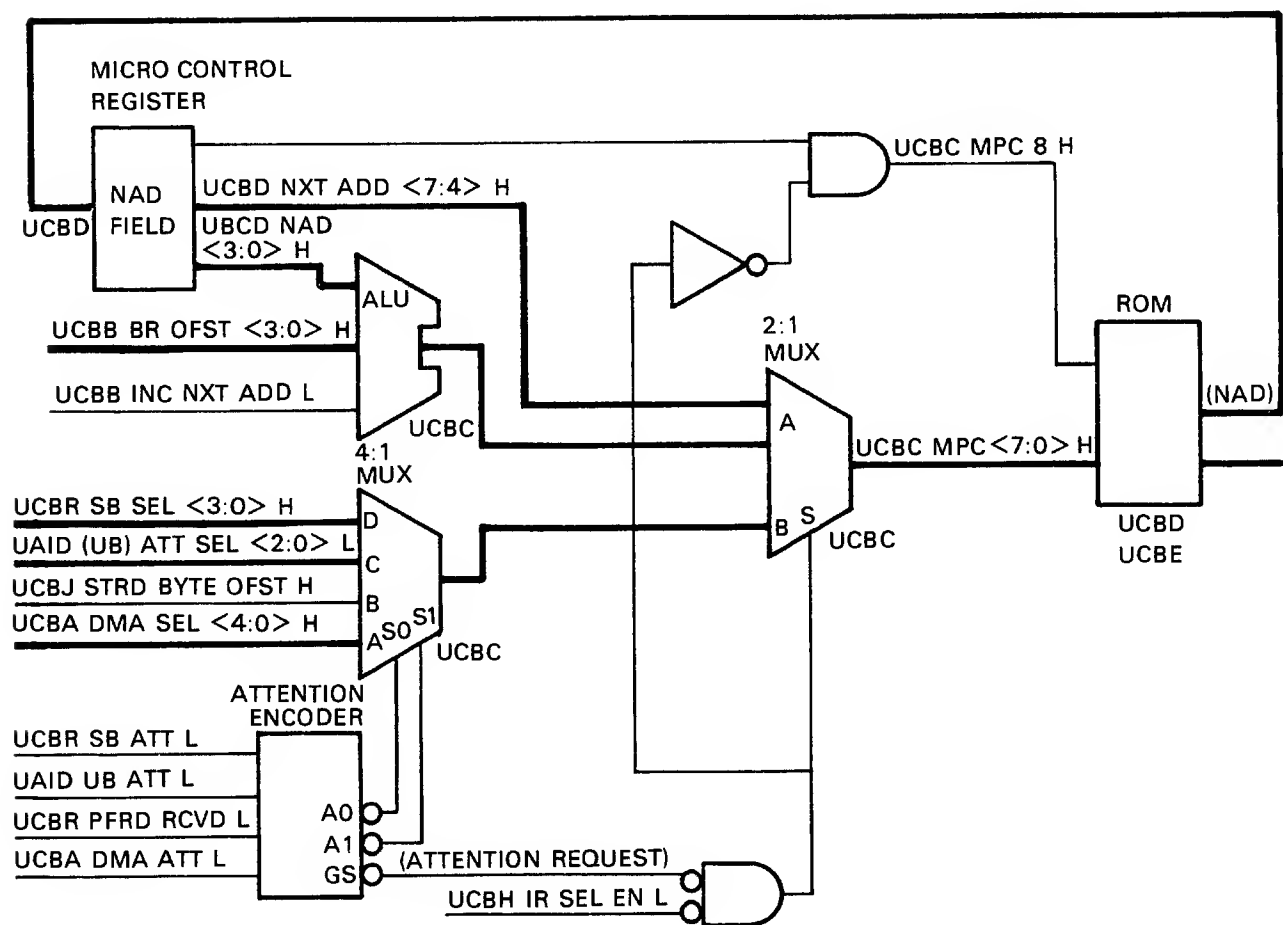 MICRO CONTROL
REGISTER
NAD
FIELD
UCBD
UCBD NXT ADD <7:4> H
UBCD NAD
<3:0> H
UCBC MPC 8 H
ALU
UCBB BR OFST <3:0> H
UCBB INC NXT ADD L
UCBC
2:1
MUX
A
B
S
UCBC
UCBC MPC <7:0> H
ROM
(NAD)
UCBD
UCBE
4:1
MUX
UCBR SB SEL <3:0> H
D
UAID (UB) ATT SEL <2:0> L
C
UCBJ STRD BYTE OFST H
B
UCBA DMA SEL <4:0> H
A
S0
S1
UCBC
ATTENTION
ENCODER
UCBR SB ATT L
UAID UB ATT L
UCBR PFRD RCVD L
UCBA DMA ATT L
A0
A1
GS
(ATTENTION REQUEST)
UCBH IR SEL EN L